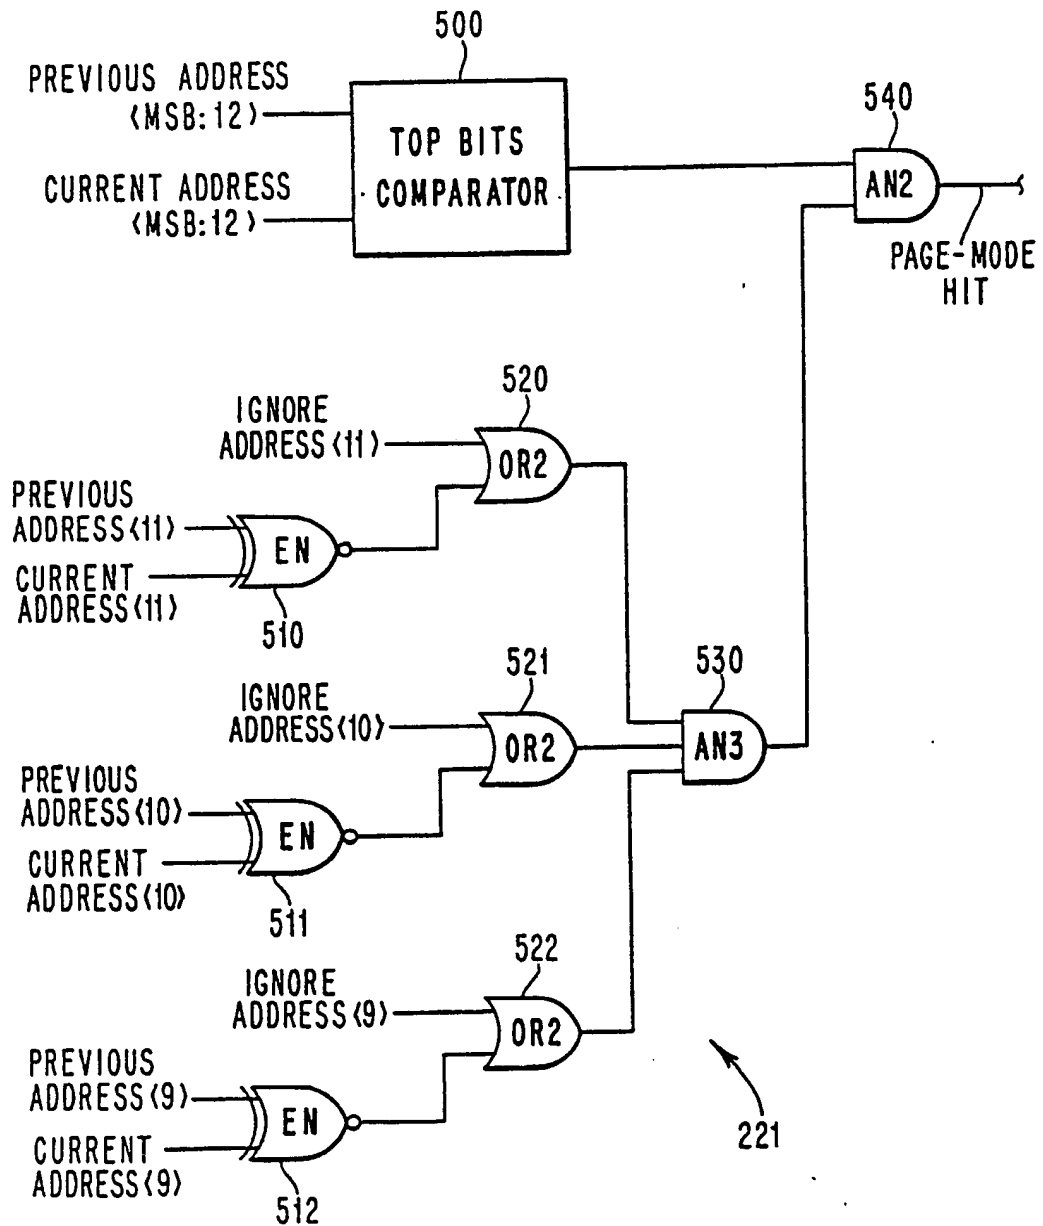 500
PREVIOUS ADDRESS
<MSB:12>
CURRENT ADDRESS
<MSB:12>
TOP BITS
COMPARATOR
540
AN2
PAGE-MODE
HIT
520
IGNORE
ADDRESS<11>
OR2
PREVIOUS
ADDRESS<11>
EN
CURRENT
ADDRESS<11>
510
521
530
IGNORE
ADDRESS<10>
OR2
AN3
PREVIOUS
ADDRESS<10>
EN
CURRENT
ADDRESS<10>
511
522
IGNORE
ADDRESS<9>
OR2
PREVIOUS
ADDRESS<9>
EN
CURRENT
ADDRESS<9>
512
221